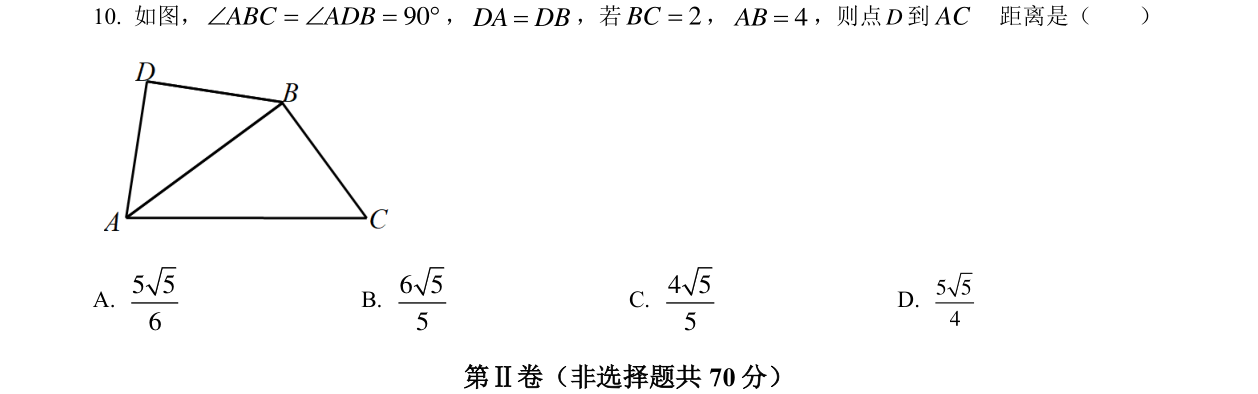 10. 如图，∠ABC = ∠ADB = 90°，DA = DB，若 BC = 2，AB = 4，则点 D 到 AC 距离是（ ）
D
B
A
C
A. 5√5/6 B. 6√5/5 C. 4√5/5 D. 5√5/4
第Ⅱ卷（非选择题共 70 分）